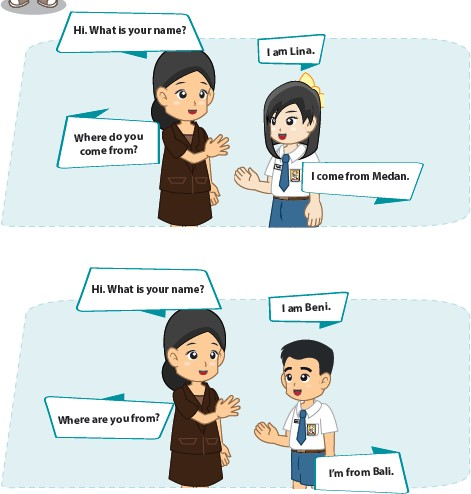 Hi. What is your name?
I am Lina.
Where do you
come from?
I come from Medan.
Hi. What is your name?
I am Beni.
Where are you from?
I'm from Bali.